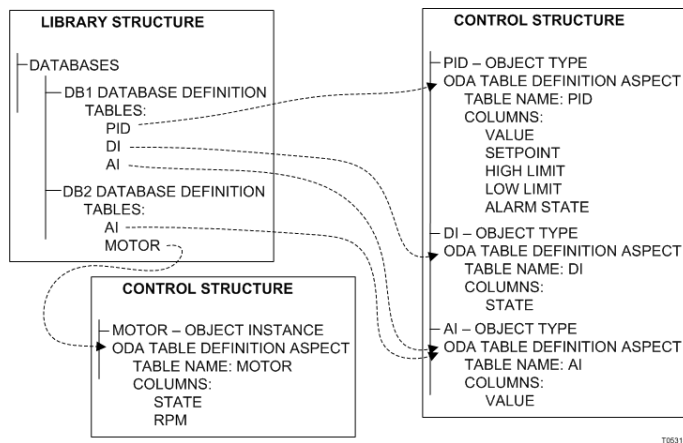 LIBRARY STRUCTURE
DATABASES
DB1 DATABASE DEFINITION
TABLES:
PID
DI
AI
DB2 DATABASE DEFINITION
TABLES:
AI
MOTOR
CONTROL STRUCTURE
MOTOR – OBJECT INSTANCE
ODA TABLE DEFINITION ASPECT
TABLE NAME: MOTOR
COLUMNS:
STATE
RPM
CONTROL STRUCTURE
PID – OBJECT TYPE
ODA TABLE DEFINITION ASPECT
TABLE NAME: PID
COLUMNS:
VALUE
SETPOINT
HIGH LIMIT
LOW LIMIT
ALARM STATE
DI – OBJECT TYPE
ODA TABLE DEFINITION ASPECT
TABLE NAME: DI
COLUMNS:
STATE
AI – OBJECT TYPE
ODA TABLE DEFINITION ASPECT
TABLE NAME: AI
COLUMNS:
VALUE